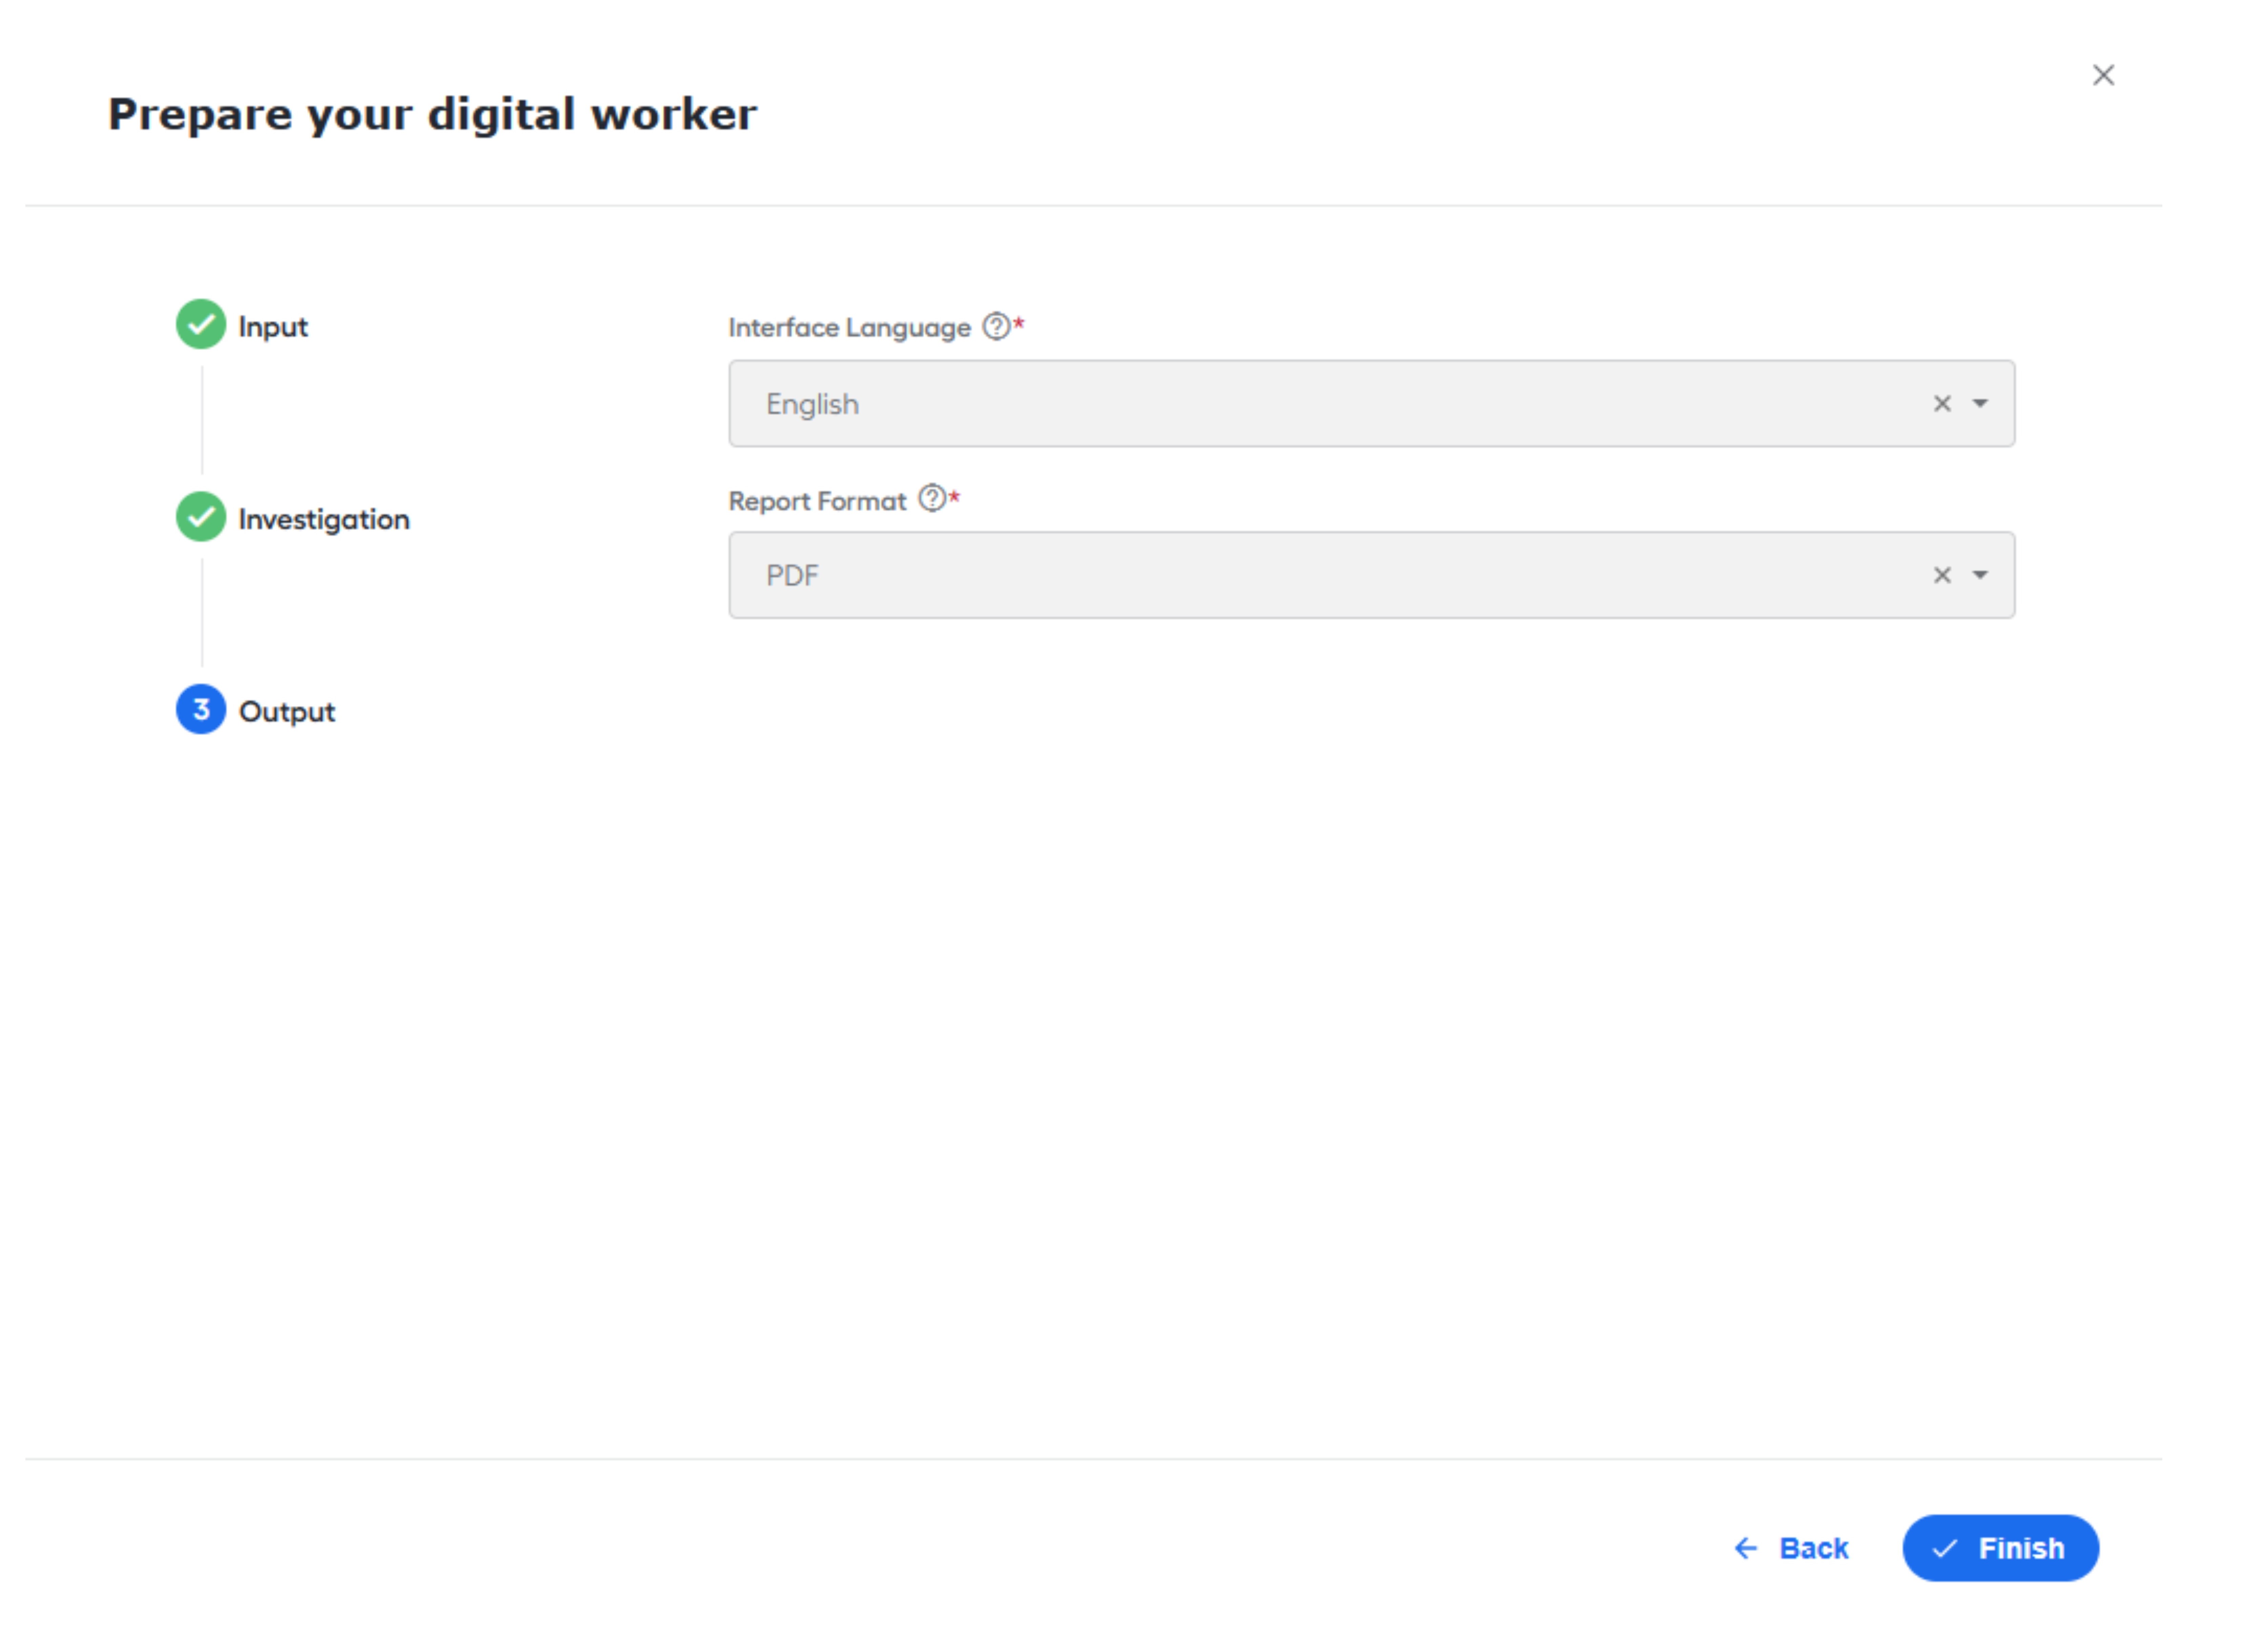 Prepare your digital worker
Input
Investigation
3 Output
Interface Language ?*
English
Report Format ?*
PDF
Back
Finish